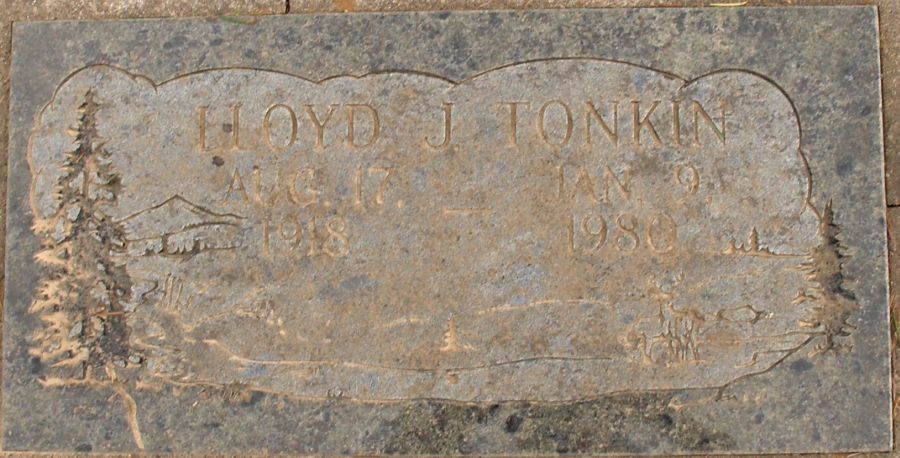 LLOYD J. TONKIN
AUG. 17, — JAN. 9,
1918 1980